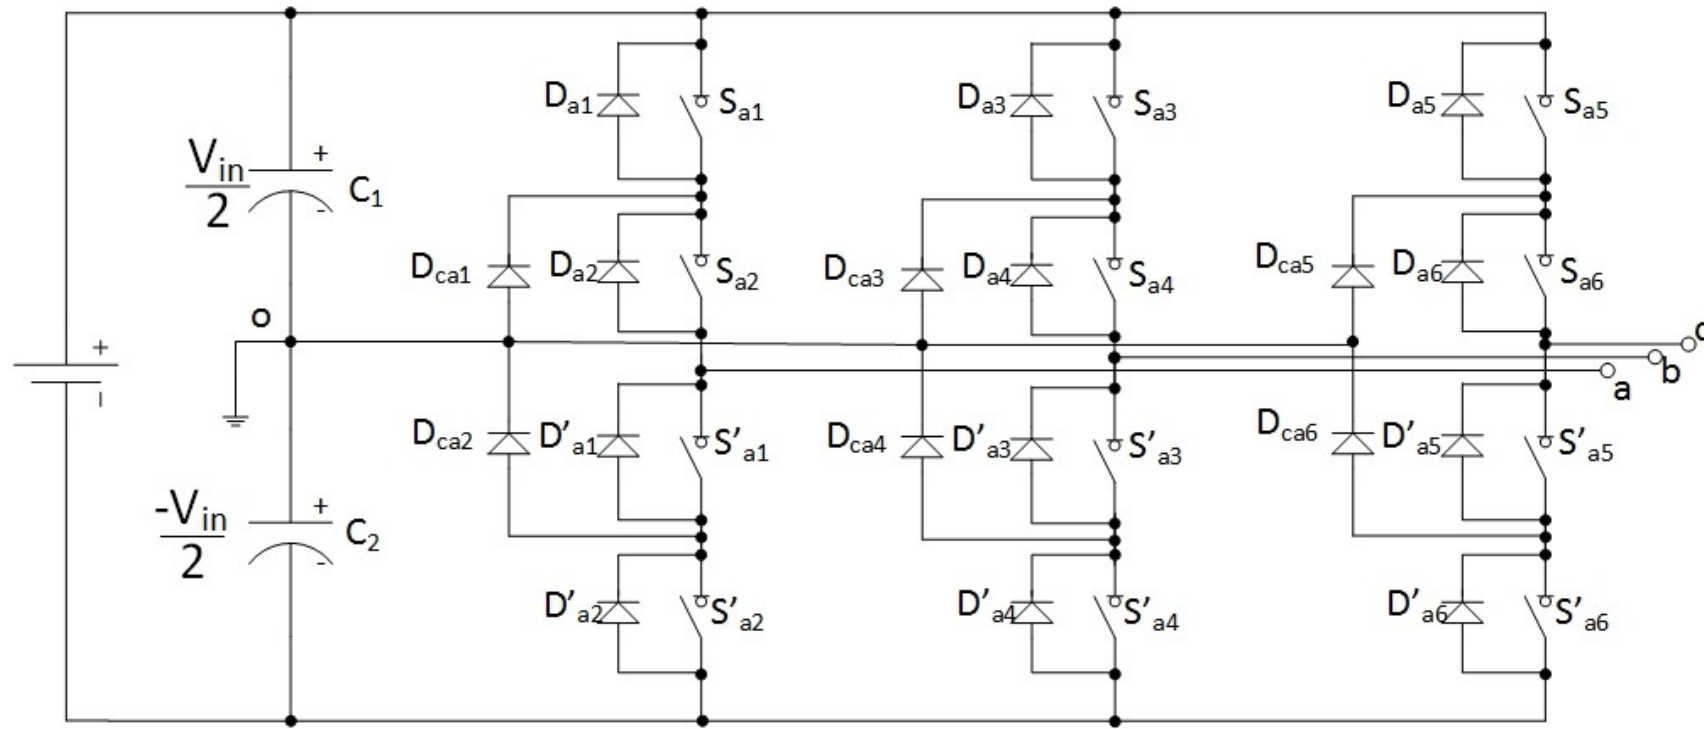 Da1 Sa1 Da3 Sa3 Da5 Sa5
Vin
2
+
C1
-
Dca1 Da2 Sa2 Dca3 Da4 Sa4 Dca5 Da6 Sa6
o
+
-
a
b
Dca2 D'a1 S'a1 Dca4 D'a3 S'a3 Dca6 D'a5 S'a5
-Vin
2
+
C2
-
D'a2 S'a2 D'a4 S'a4 D'a6 S'a6